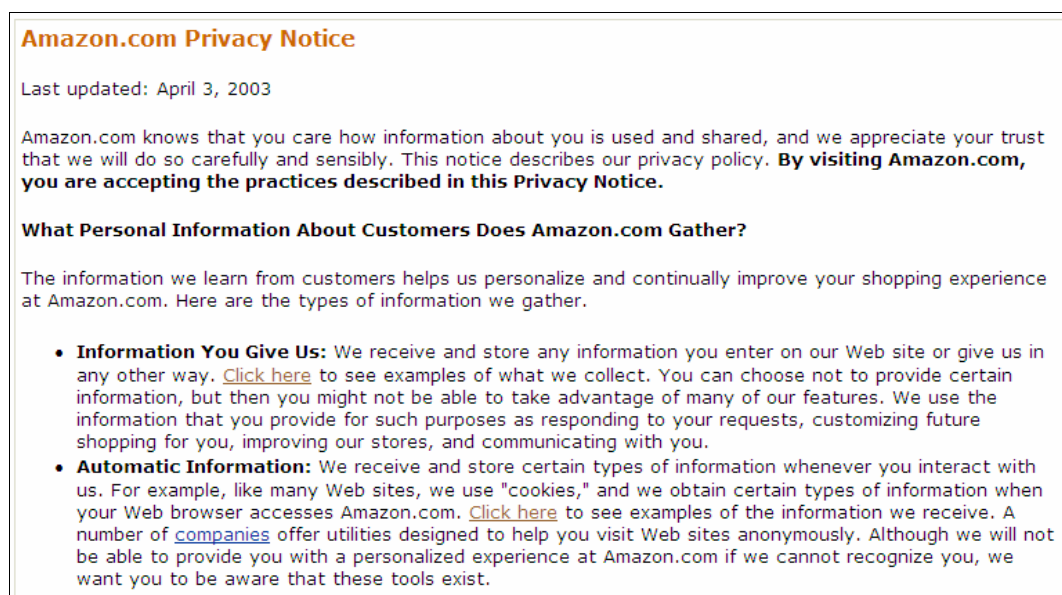 Amazon.com Privacy Notice
Last updated: April 3, 2003
Amazon.com knows that you care how information about you is used and shared, and we appreciate your trust
that we will do so carefully and sensibly. This notice describes our privacy policy. By visiting Amazon.com,
you are accepting the practices described in this Privacy Notice.
What Personal Information About Customers Does Amazon.com Gather?
The information we learn from customers helps us personalize and continually improve your shopping experience
at Amazon.com. Here are the types of information we gather.
• Information You Give Us: We receive and store any information you enter on our Web site or give us in
any other way. Click here to see examples of what we collect. You can choose not to provide certain
information, but then you might not be able to take advantage of many of our features. We use the
information that you provide for such purposes as responding to your requests, customizing future
shopping for you, improving our stores, and communicating with you.
• Automatic Information: We receive and store certain types of information whenever you interact with
us. For example, like many Web sites, we use "cookies," and we obtain certain types of information when
your Web browser accesses Amazon.com. Click here to see examples of the information we receive. A
number of companies offer utilities designed to help you visit Web sites anonymously. Although we will not
be able to provide you with a personalized experience at Amazon.com if we cannot recognize you, we
want you to be aware that these tools exist.